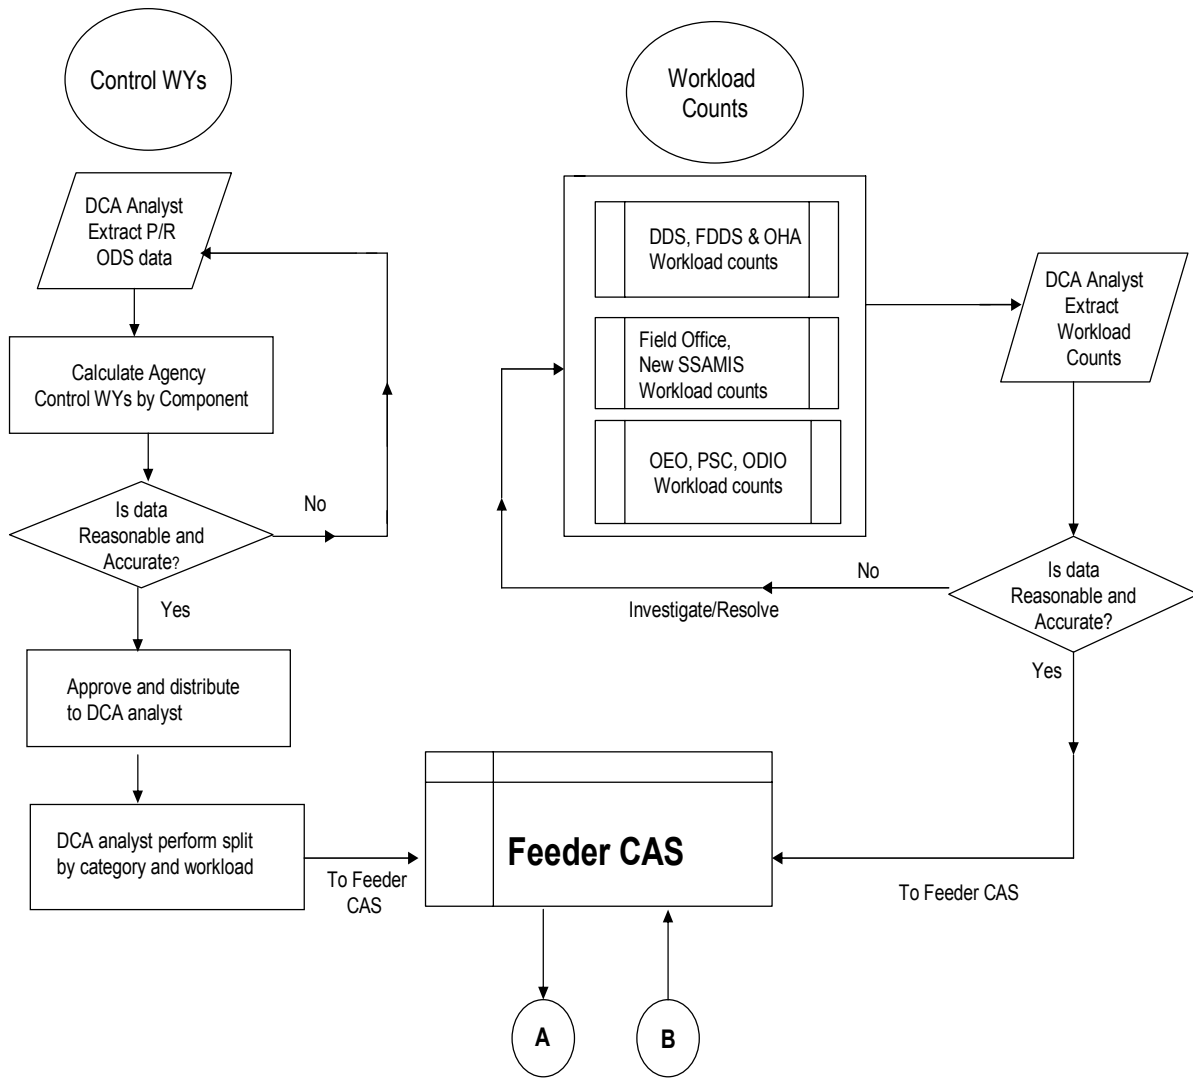 Control WYs
DCA Analyst
Extract P/R
ODS data
Calculate Agency
Control WYs by Component
Is data
Reasonable and
Accurate?
No
Yes
Approve and distribute
to DCA analyst
DCA analyst perform split
by category and workload
To Feeder
CAS
Workload
Counts
DDS, FDDS & OHA
Workload counts
Field Office,
New SSAMIS
Workload counts
OEO, PSC, ODIO
Workload counts
DCA Analyst
Extract
Workload
Counts
Is data
Reasonable and
Accurate?
No
Investigate/Resolve
Yes
To Feeder CAS
Feeder CAS
A
B